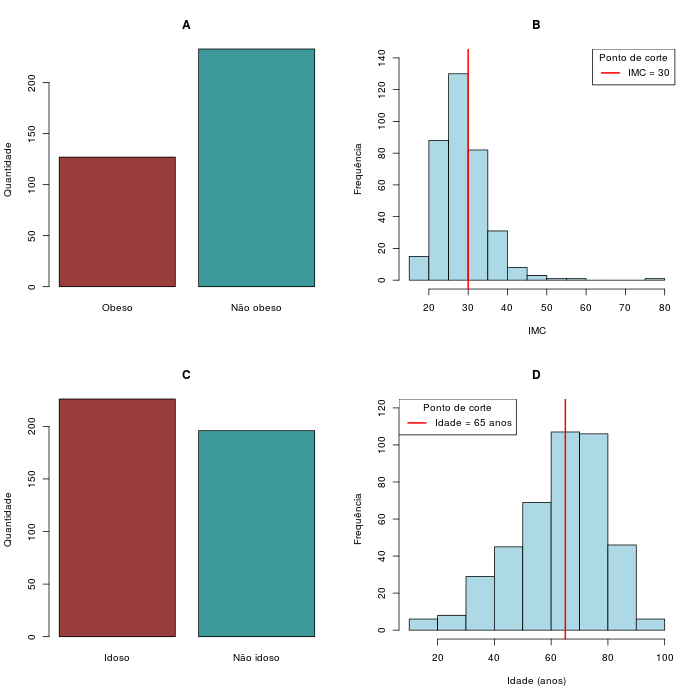 A
Quantidade
0
50
100
150
200
Obeso
Não obeso
B
Ponto de corte
IMC = 30
Frequência
0
20
40
60
80
100
120
140
20 30 40 50 60 70 80
IMC
C
Quantidade
0
50
100
150
200
Idoso
Não idoso
D
Ponto de corte
Idade = 65 anos
Frequência
0
20
40
60
80
100
120
20 40 60 80 100
Idade (anos)